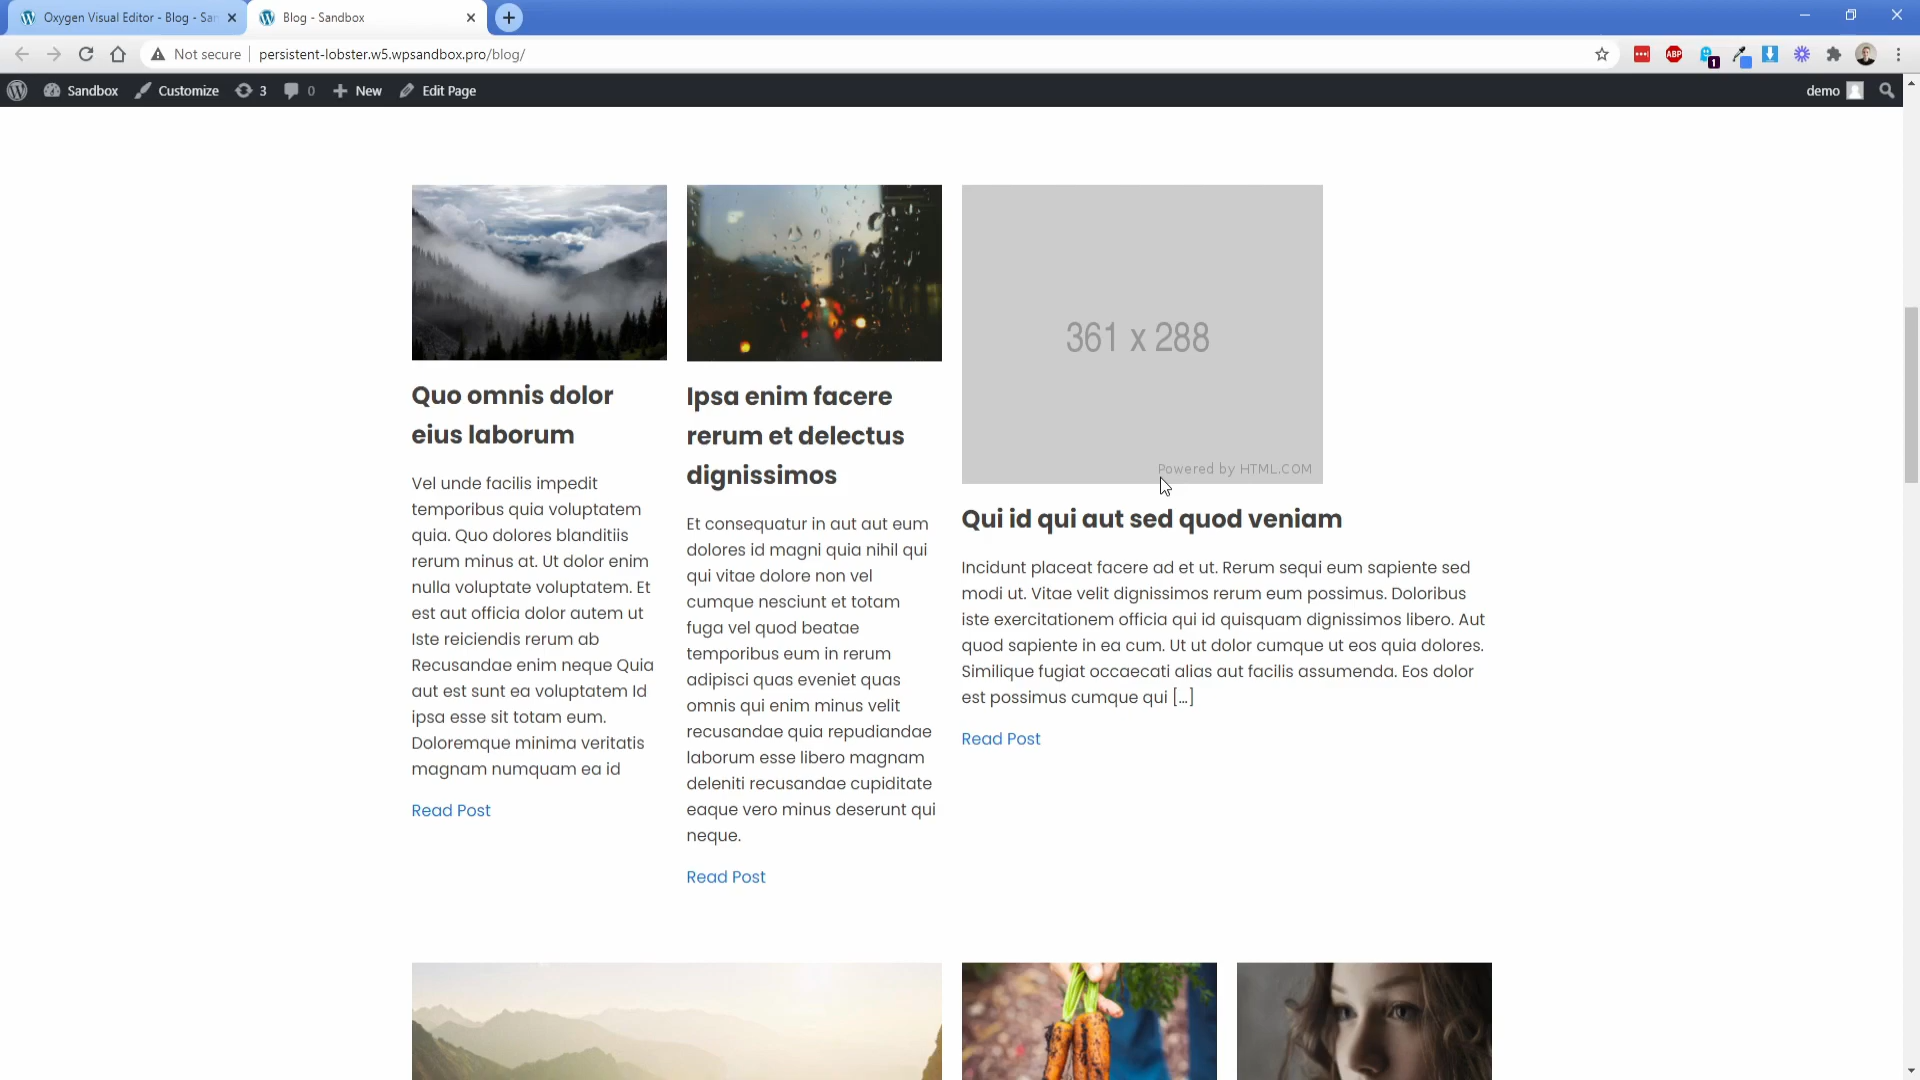 Oxygen Visual Editor - Blog - Sa
Blog - Sandbox
Not secure
persistent-lobster.w5.wpsandbox.pro/blog/
ABP
1
Sandbox
Customize
3
0
New
Edit Page
demo
361 x 288
Powered by HTML.COM
Quo omnis dolor
eius laborum
Vel unde facilis impedit
temporibus quia voluptatem
quia. Quo dolores blanditiis
rerum minus at. Ut dolor enim
nulla voluptate voluptatem. Et
est aut officia dolor autem ut
Iste reiciendis rerum ab
Recusandae enim neque Quia
aut est sunt ea voluptatem Id
ipsa esse sit totam eum.
Doloremque minima veritatis
magnam numquam ea id
Read Post
Ipsa enim facere
rerum et delectus
dignissimos
Et consequatur in aut aut eum
dolores id magni quia nihil qui
qui vitae dolore non vel
cumque nesciunt et totam
fuga vel quod beatae
temporibus eum in rerum
adipisci quas eveniet quas
omnis qui enim minus velit
recusandae quia repudiandae
laborum esse libero magnam
deleniti recusandae cupiditate
eaque vero minus deserunt qui
neque.
Read Post
Qui id qui aut sed quod veniam
Incidunt placeat facere ad et ut. Rerum sequi eum sapiente sed
modi ut. Vitae velit dignissimos rerum eum possimus. Doloribus
iste exercitationem officia qui id quisquam dignissimos libero. Aut
quod sapiente in ea cum. Ut ut dolor cumque ut eos quia dolores.
Similique fugiat occaecati alias aut facilis assumenda. Eos dolor
est possimus cumque qui [...]
Read Post